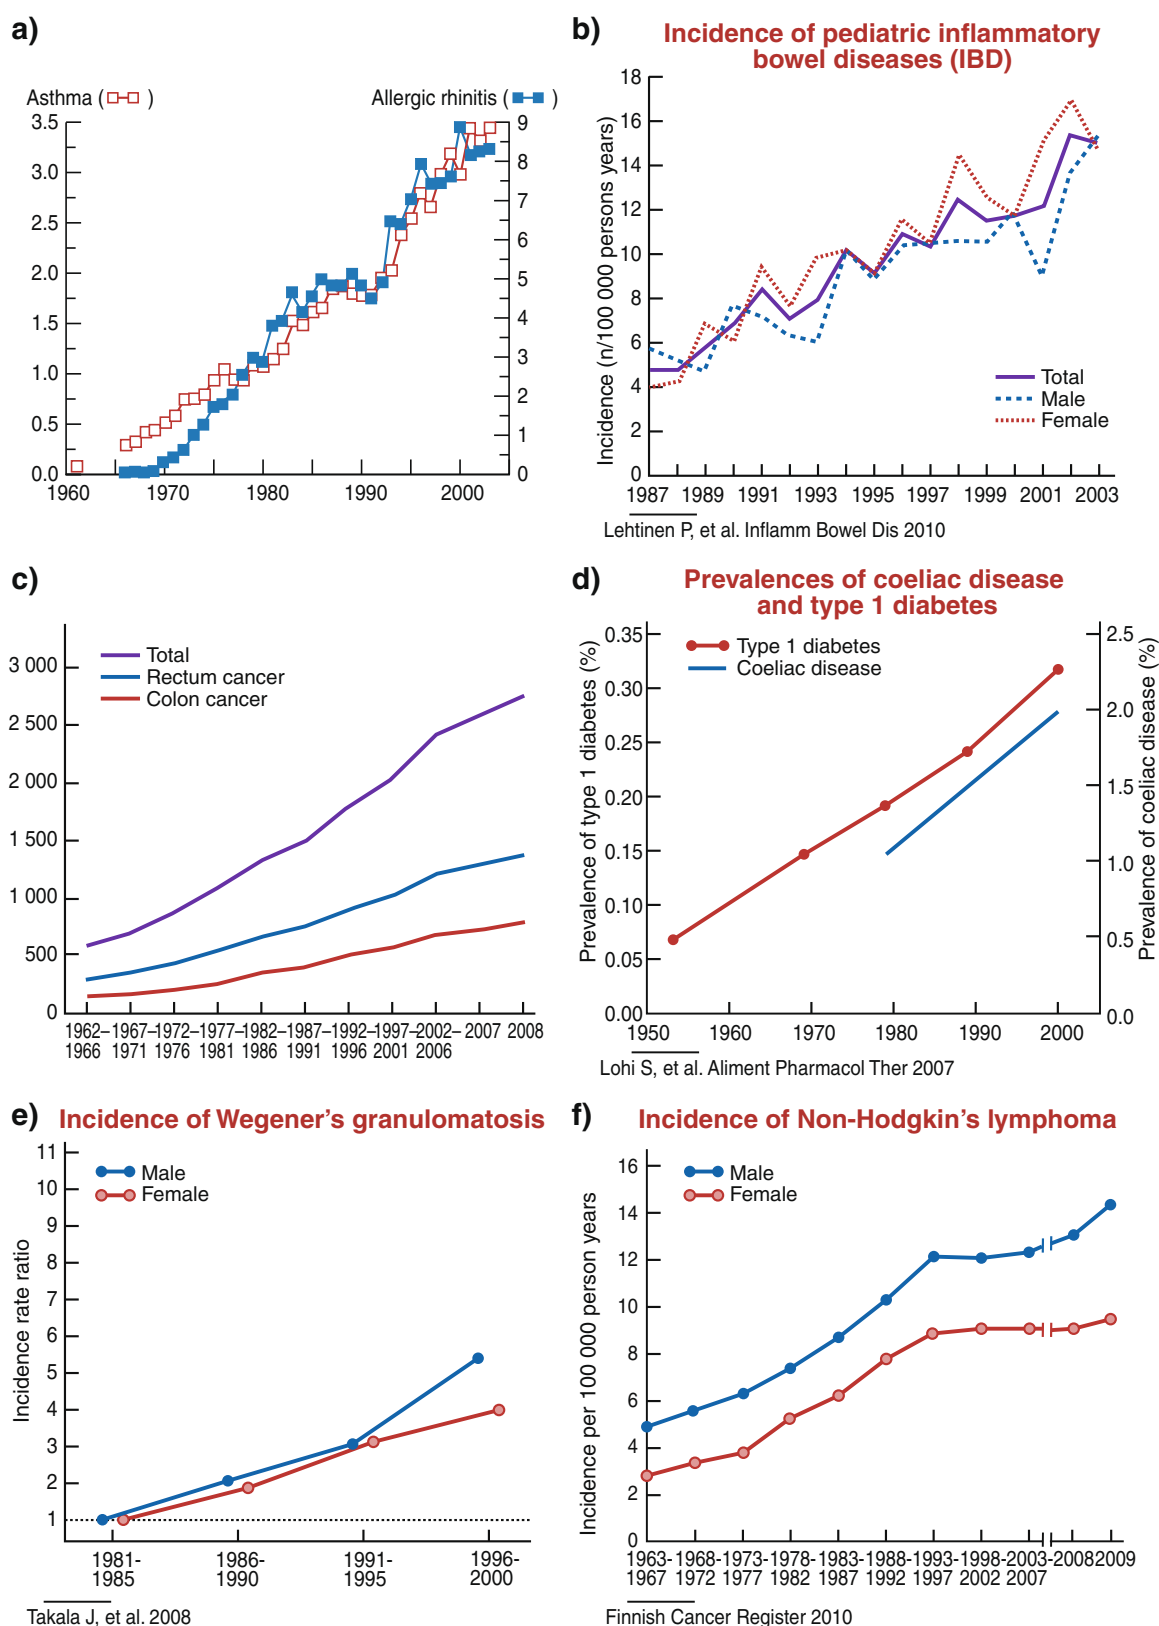 a)
Asthma ( )
Allergic rhinitis ( )
3.5
3.0
2.5
2.0
1.5
1.0
0.5
0.0
9
8
7
6
5
4
3
2
1
0
1960 1970 1980 1990 2000
b)
Incidence of pediatric inflammatory
bowel diseases (IBD)
Incidence (n/100 000 persons years)
18
16
14
12
10
8
6
4
2
0
Total
Male
Female
1987 1989 1991 1993 1995 1997 1999 2001 2003
Lehtinen P, et al. Inflamm Bowel Dis 2010
c)
3 000
2 500
2 000
1 500
1 000
500
0
Total
Rectum cancer
Colon cancer
1962– 1967– 1972– 1977– 1982– 1987– 1992– 1997– 2002– 2007 2008
1966 1971 1976 1981 1986 1991 1996 2001 2006
d)
Prevalences of coeliac disease
and type 1 diabetes
Prevalence of type 1 diabetes (%)
0.35
0.30
0.25
0.20
0.15
0.10
0.05
0.00
Type 1 diabetes
Coeliac disease
2.5
2.0
1.5
1.0
0.5
0.0
Prevalence of coeliac disease (%)
1950 1960 1970 1980 1990 2000
Lohi S, et al. Aliment Pharmacol Ther 2007
e)
Incidence of Wegener's granulomatosis
Incidence rate ratio
11
10
9
8
7
6
5
4
3
2
1
Male
Female
1981- 1986- 1991- 1996-
1985 1990 1995 2000
Takala J, et al. 2008
f)
Incidence of Non-Hodgkin's lymphoma
Incidence per 100 000 person years
16
14
12
10
8
6
4
2
0
Male
Female
1963- 1968- 1973- 1978- 1983- 1988- 1993- 1998- 2003- 2008 2009
1967 1972 1977 1982 1987 1992 1997 2002 2007
Finnish Cancer Register 2010